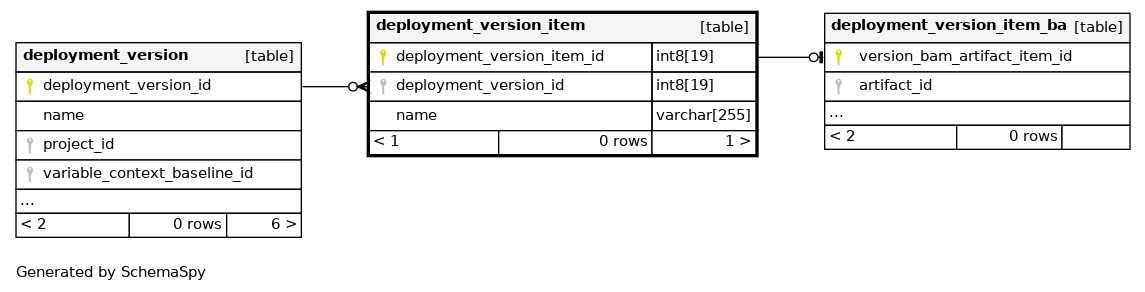 deployment_version [table]
deployment_version_id
name
project_id
variable_context_baseline_id
...
< 2 0 rows 6 >
deployment_version_item [table]
deployment_version_item_id int8[19]
deployment_version_id int8[19]
name varchar[255]
< 1 0 rows 1 >
deployment_version_item_ba [table]
version_bam_artifact_item_id
artifact_id
...
< 2 0 rows
Generated by SchemaSpy